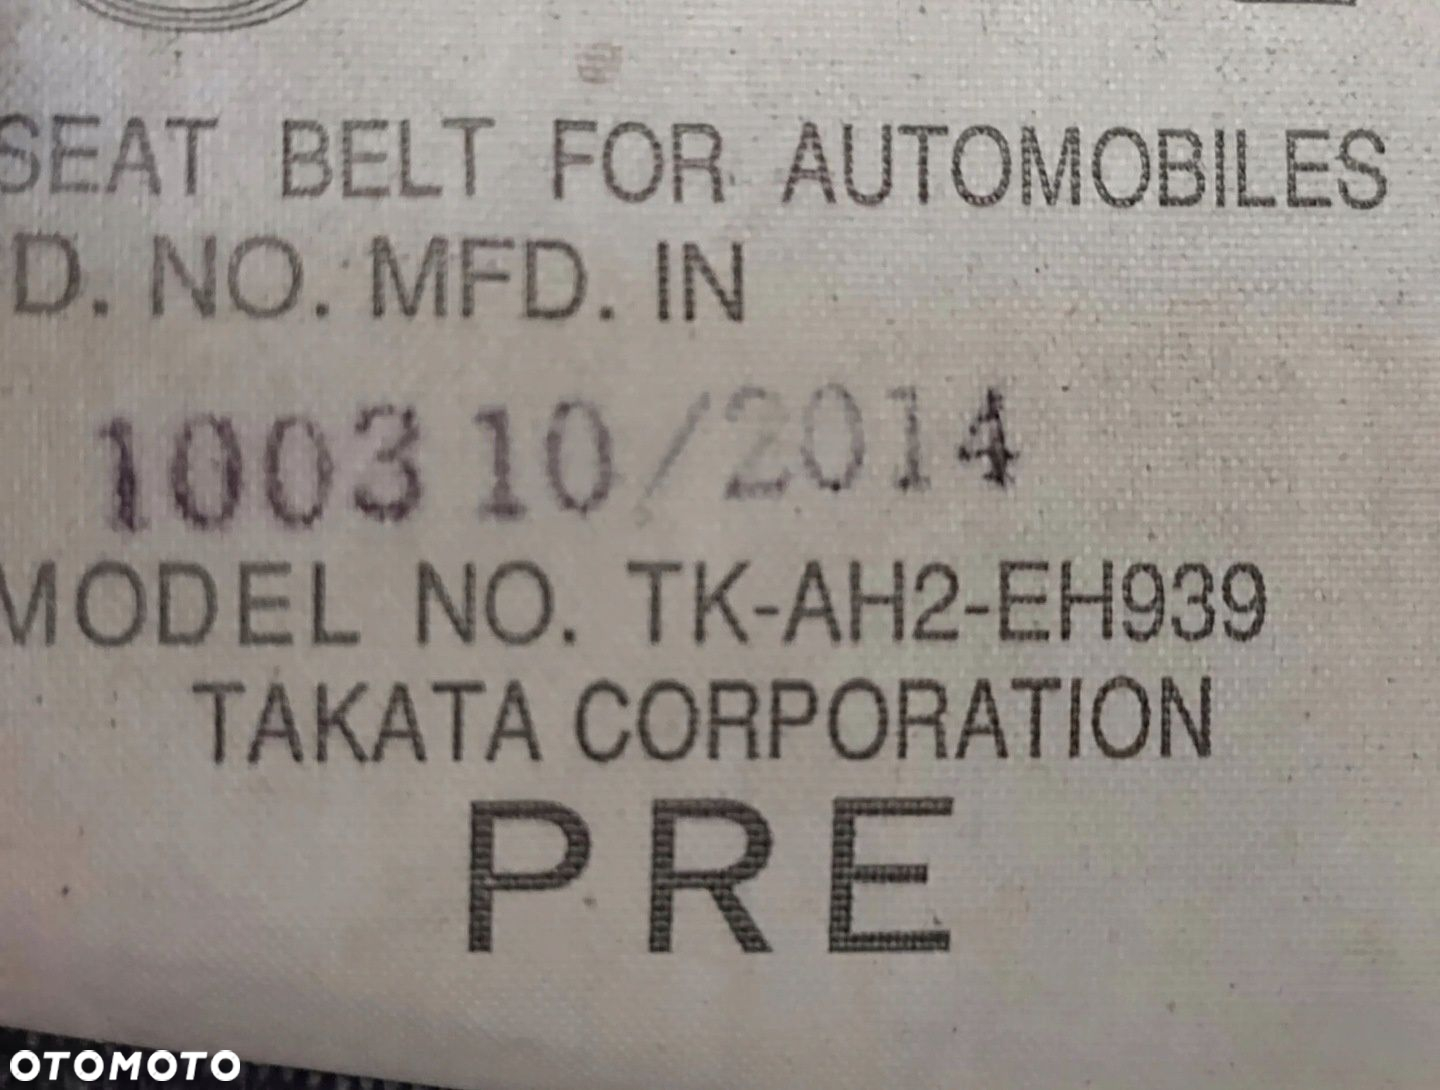 SEAT BELT FOR AUTOMOBILES
D. NO. MFD. IN
100310/2014
MODEL NO. TK-AH2-EH939
TAKATA CORPORATION
PRE
OTOMOTO